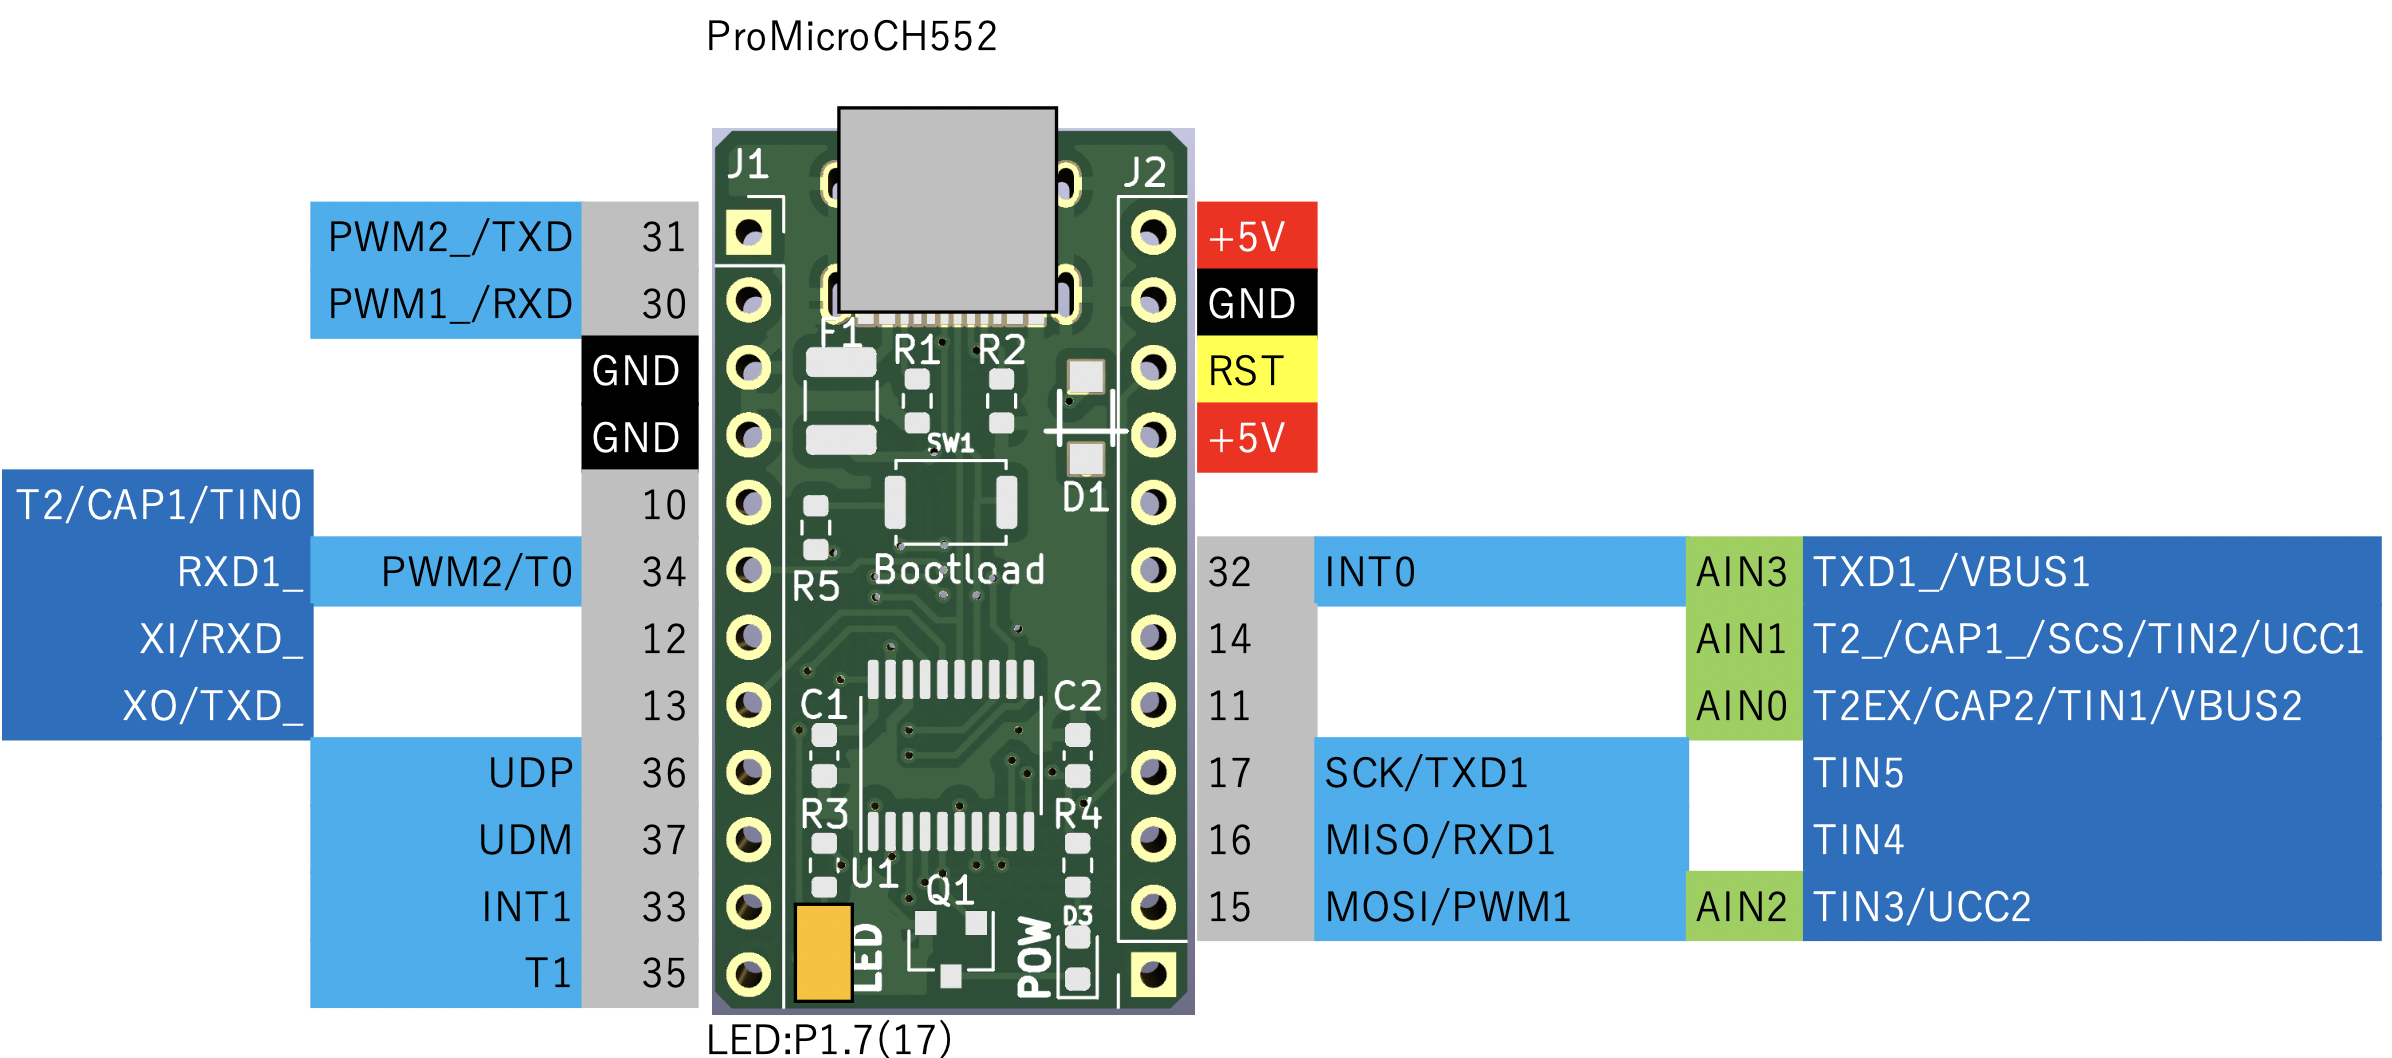 ProMicroCH552
J1
J2
PWM2_/TXD 31
+5V
PWM1_/RXD 30
GND
GND
RST
GND
+5V
F1
R1
R2
SW1
D1
T2/CAP1/TIN0 10
RXD1_ PWM2/T0 34
32 INT0 AIN3 TXD1_/VBUS1
Bootload
R5
XI/RXD_ 12
14 AIN1 T2_/CAP1_/SCS/TIN2/UCC1
XO/TXD_ 13
11 AIN0 T2EX/CAP2/TIN1/VBUS2
C1
C2
UDP 36
17 SCK/TXD1 TIN5
R3
R4
UDM 37
16 MISO/RXD1 TIN4
U1
Q1
INT1 33
15 MOSI/PWM1 AIN2 TIN3/UCC2
D3
LED
POW
T1 35
LED:P1.7(17)